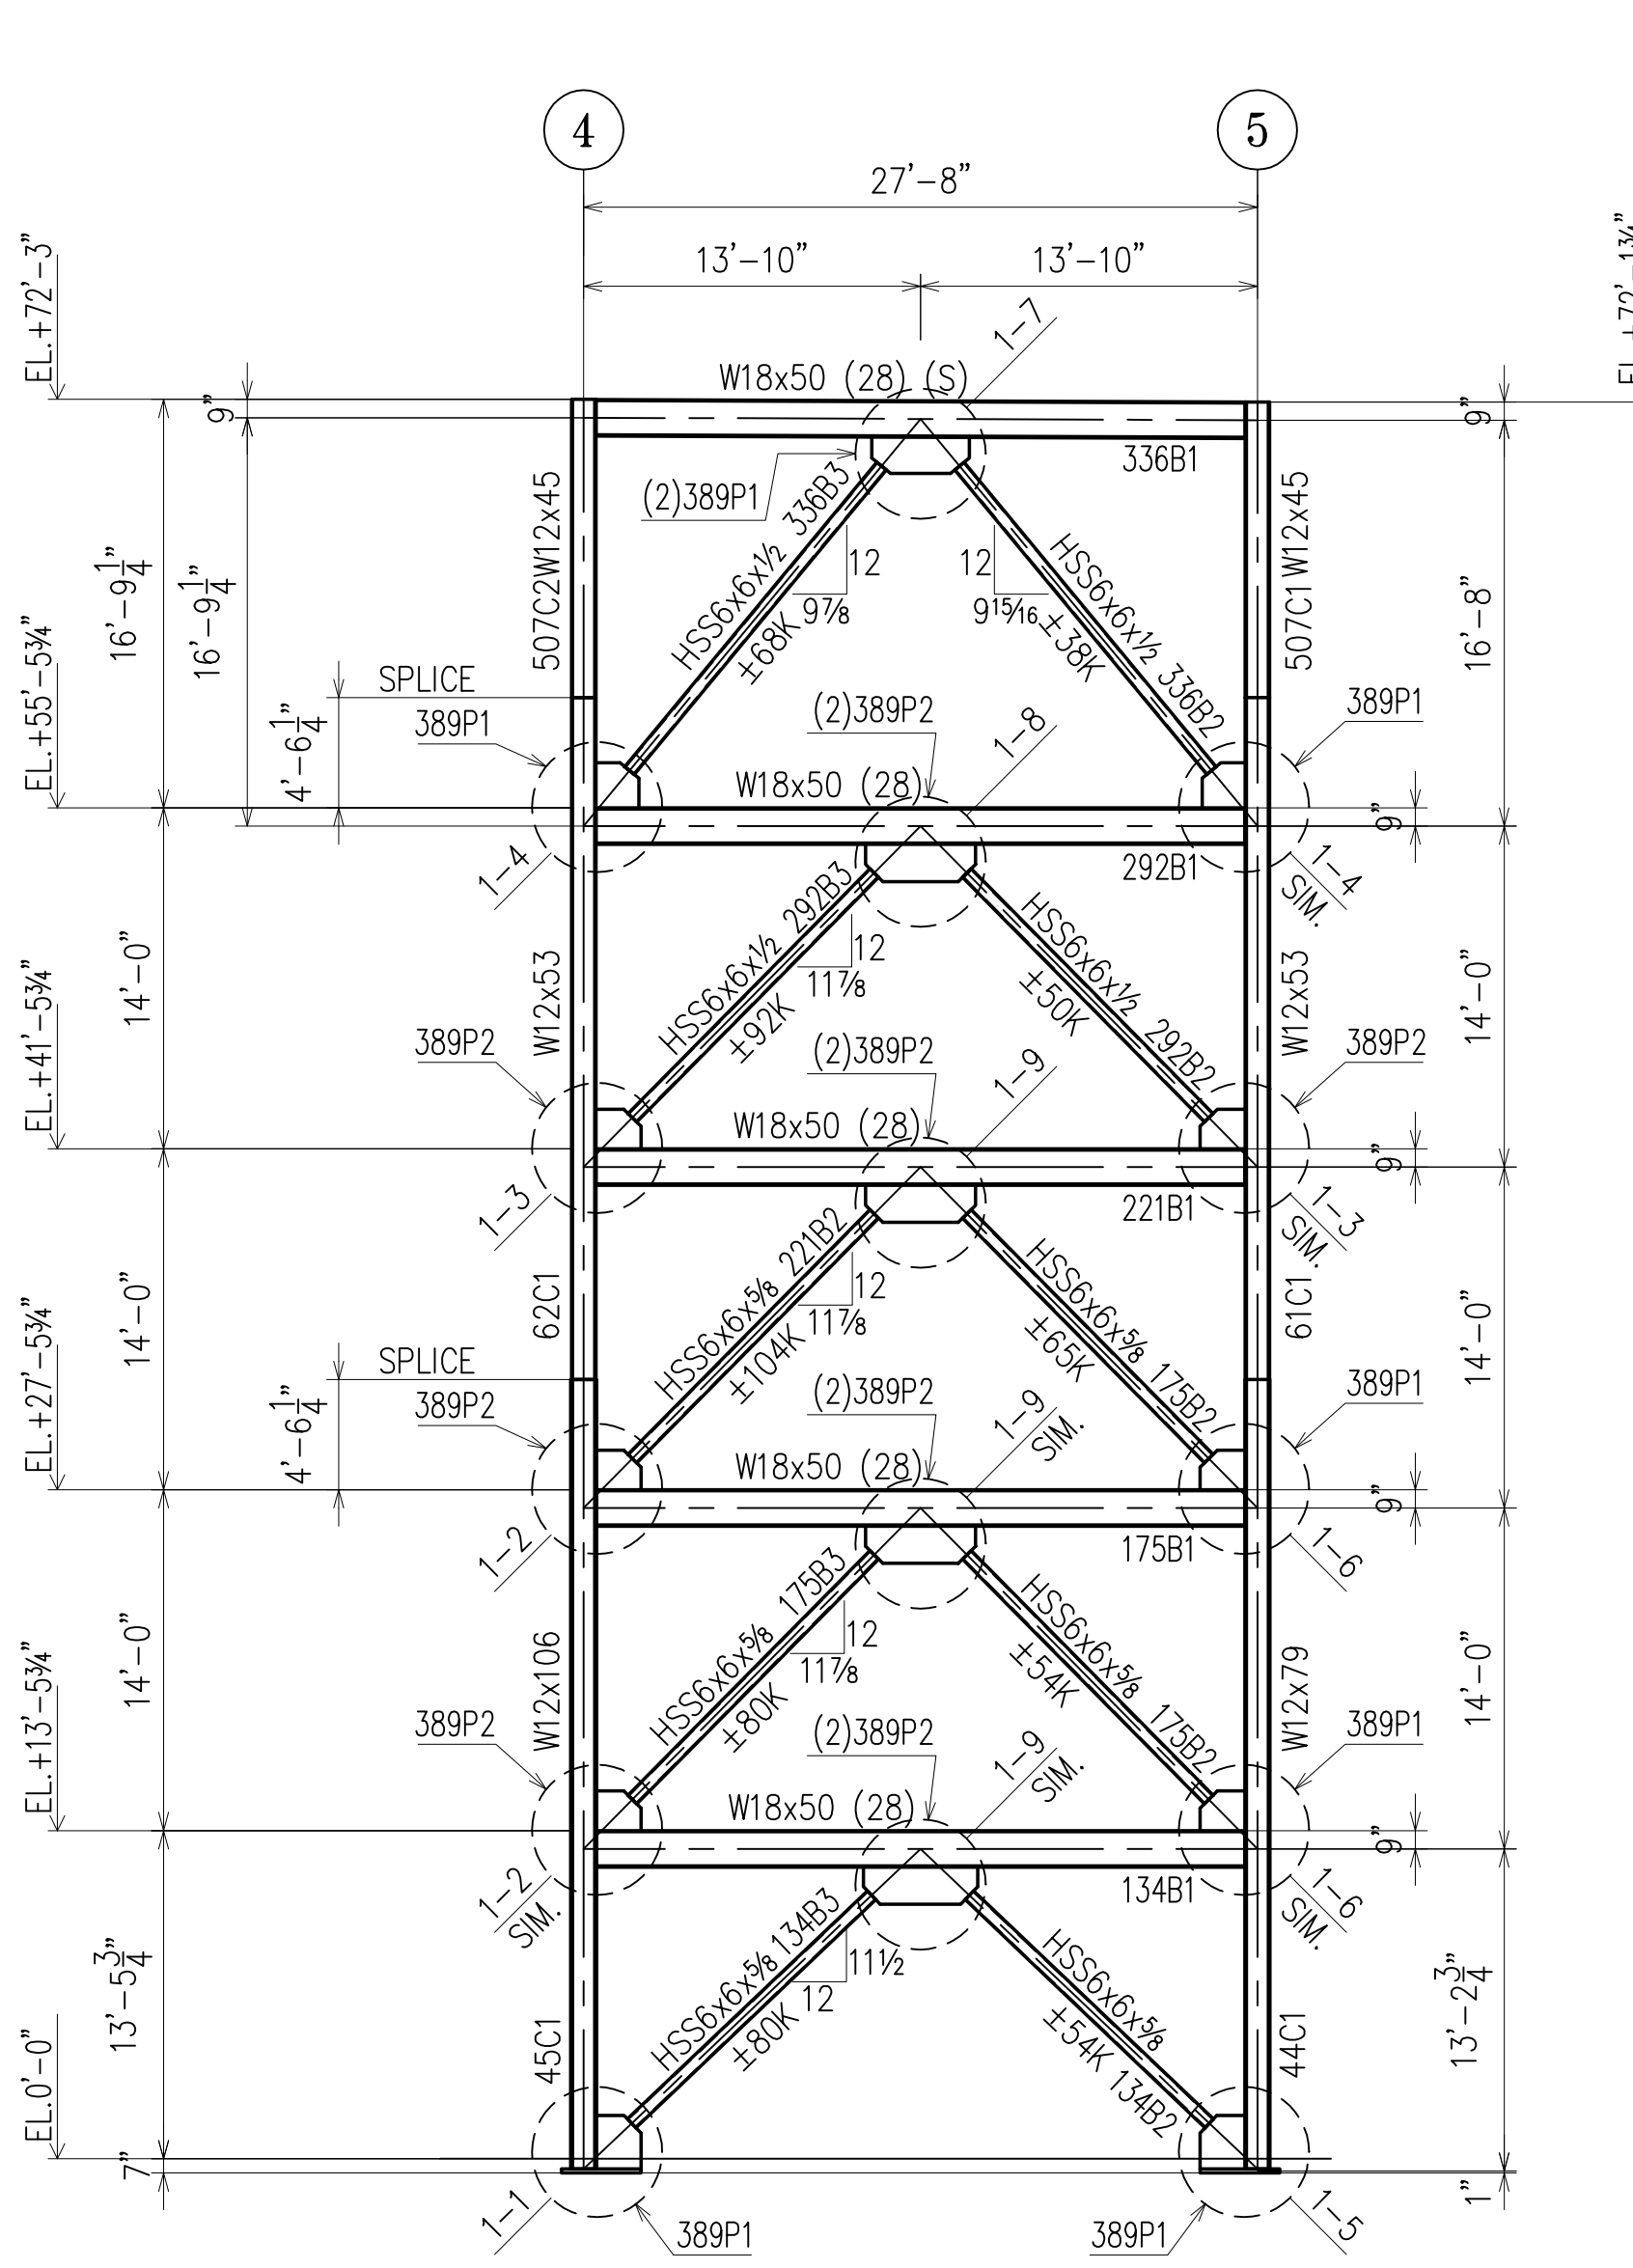 4
5
27'-8"
13'-10"
13'-10"
EL.+72'-3"
1-7
W18x50 (28) (S)
9"
9"
336B1
(2)389P1
507C2
W12x45
HSS6x6x½ 336B3
±68K
12
9⅞
12
9¹⁵⁄₁₆
HSS6x6x½ 336B2
±38K
507C1
W12x45
16'-9¼"
16'-9¼"
16'-8"
SPLICE
4'-6¼"
EL.+55'-5¾"
389P1
(2)389P2
1-8
389P1
W18x50 (28)
9"
1-4
292B1
1-4
SIM.
14'-0"
W12x53
HSS6x6x½ 292B3
±92K
12
11⅞
HSS6x6x½ 292B2
±50K
W12x53
14'-0"
EL.+41'-5¾"
389P2
(2)389P2
1-9
389P2
W18x50 (28)
9"
1-3
221B1
1-3
SIM.
14'-0"
62C1
HSS6x6x⅝ 221B2
±104K
12
11⅞
HSS6x6x⅝ 175B2
±65K
61C1
14'-0"
SPLICE
4'-6¼"
EL.+27'-5¾"
389P2
(2)389P2
1-9
SIM.
389P1
W18x50 (28)
9"
1-2
175B1
1-6
14'-0"
W12x106
HSS6x6x⅝ 175B3
±80K
12
11⅞
HSS6x6x⅝ 175B2
±54K
W12x79
14'-0"
EL.+13'-5¾"
389P2
(2)389P2
1-9
SIM.
389P1
W18x50 (28)
9"
1-2
SIM.
134B1
1-6
SIM.
13'-5¾"
45C1
HSS6x6x⅝ 134B3
±80K
11½
12
HSS6x6x⅝
±54K 134B2
44C1
13'-2¾"
EL.0'-0"
7"
1"
1-1
389P1
389P1
1-5